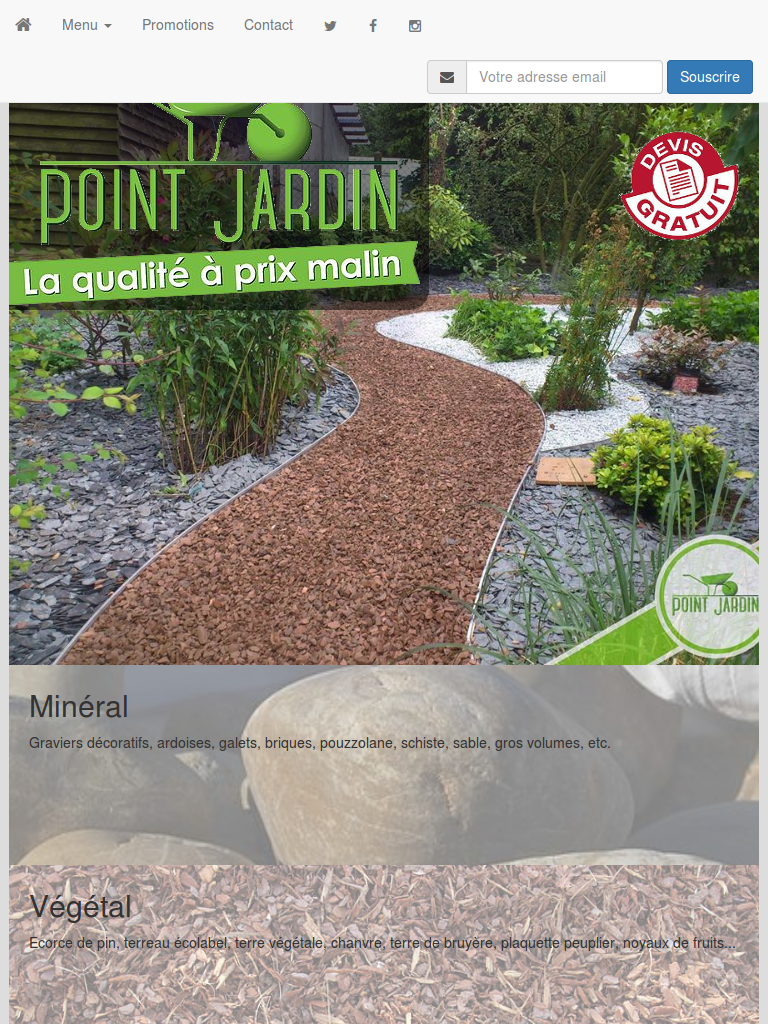 Menu
Promotions
Contact
Votre adresse email
Souscrire
POINT JARDIN
La qualité à prix malin
DEVIS
GRATUIT
POINT JARDIN
Minéral
Graviers décoratifs, ardoises, galets, briques, pouzzolane, schiste, sable, gros volumes, etc.
Végétal
Ecorce de pin, terreau écolabel, terre végétale, chanvre, terre de bruyère, plaquette peuplier, noyaux de fruits...